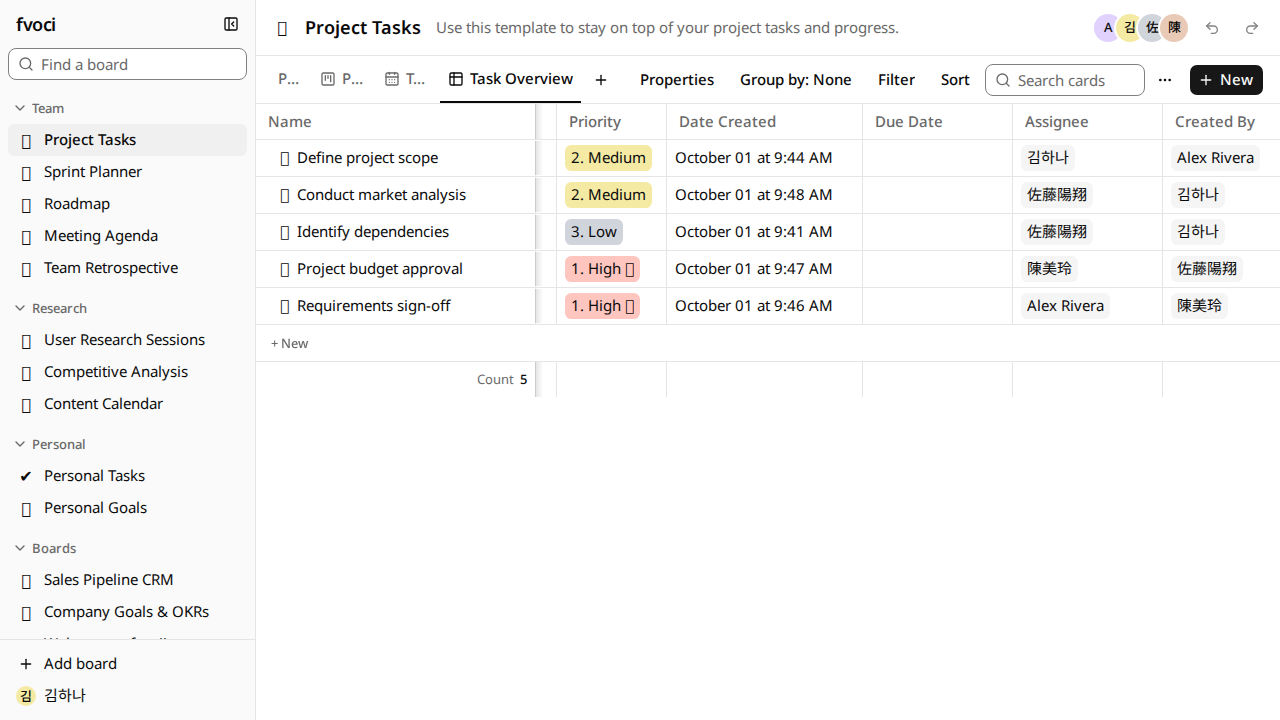 fvoci
Find a board
Team
Project Tasks
Sprint Planner
Roadmap
Meeting Agenda
Team Retrospective
Research
User Research Sessions
Competitive Analysis
Content Calendar
Personal
Personal Tasks
Personal Goals
Boards
Sales Pipeline CRM
Company Goals & OKRs
Add board
김 김하나
Project Tasks Use this template to stay on top of your project tasks and progress. A 김 佐 陳
P... P... T... Task Overview Properties Group by: None Filter Sort Search cards ... + New
Name Priority Date Created Due Date Assignee Created By
Define project scope 2. Medium October 01 at 9:44 AM 김하나 Alex Rivera
Conduct market analysis 2. Medium October 01 at 9:48 AM 佐藤陽翔 김하나
Identify dependencies 3. Low October 01 at 9:41 AM 佐藤陽翔 김하나
Project budget approval 1. High October 01 at 9:47 AM 陳美玲 佐藤陽翔
Requirements sign-off 1. High October 01 at 9:46 AM Alex Rivera 陳美玲
+ New
Count 5